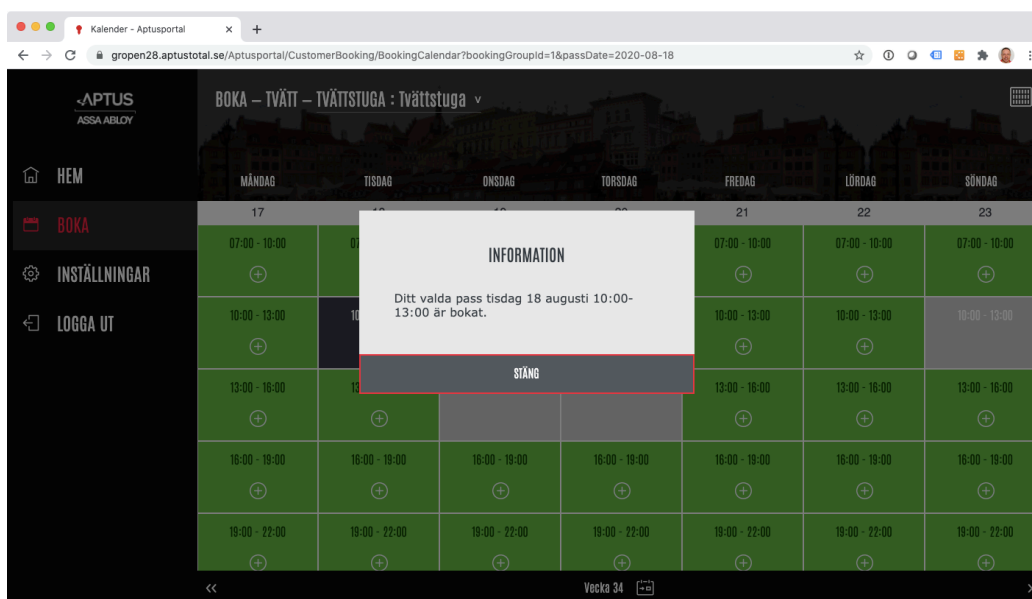 Kalender - Aptusportal
gropen28.aptustotal.se/Aptusportal/CustomerBooking/BookingCalendar?bookingGroupId=1&passDate=2020-08-18
APTUS
ASSA ABLOY
BOKA – TVÄTT – TVÄTTSTUGA : Tvättstuga
HEM
BOKA
INSTÄLLNINGAR
LOGGA UT
MÅNDAG TISDAG ONSDAG TORSDAG FREDAG LÖRDAG SÖNDAG
17 21 22 23
07:00 - 10:00 07 07:00 - 10:00 07:00 - 10:00 07:00 - 10:00
INFORMATION
Ditt valda pass tisdag 18 augusti 10:00-
13:00 är bokat.
10:00 - 13:00 10 10:00 - 13:00 10:00 - 13:00 10:00 - 13:00
STÄNG
13:00 - 16:00 13 13:00 - 16:00 13:00 - 16:00 13:00 - 16:00
16:00 - 19:00 16:00 - 19:00 16:00 - 19:00 16:00 - 19:00 16:00 - 19:00 16:00 - 19:00 16:00 - 19:00
19:00 - 22:00 19:00 - 22:00 19:00 - 22:00 19:00 - 22:00 19:00 - 22:00 19:00 - 22:00 19:00 - 22:00
Vecka 34